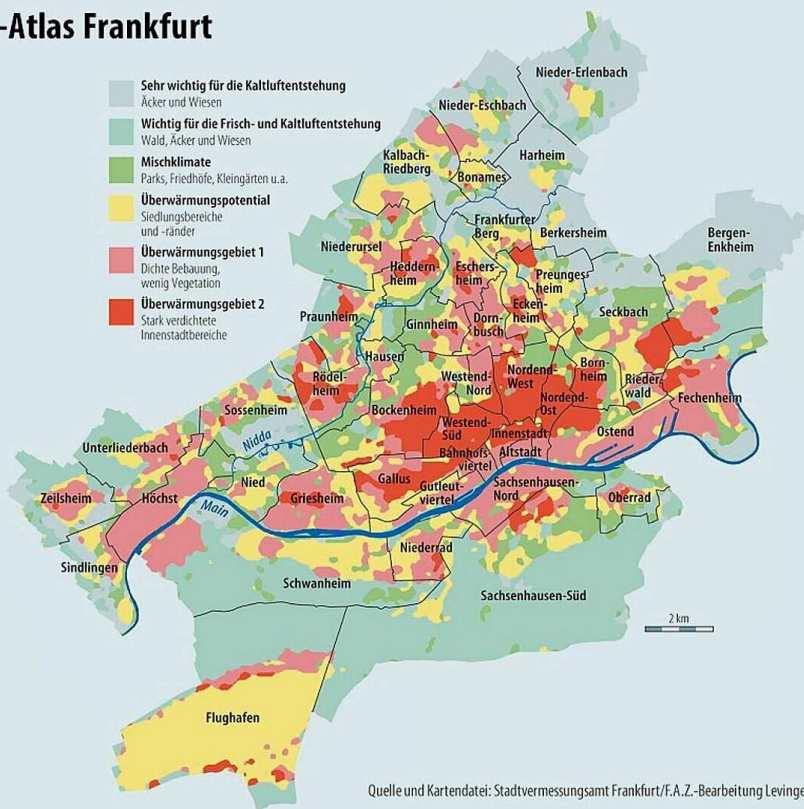 -Atlas Frankfurt
Sehr wichtig für die Kaltluftentstehung
Äcker und Wiesen
Wichtig für die Frisch- und Kaltluftentstehung
Wald, Äcker und Wiesen
Mischklimate
Parks, Friedhöfe, Kleingärten u.a.
Überwärmungspotential
Siedlungsbereiche
und -ränder
Überwärmungsgebiet 1
Dichte Bebauung,
wenig Vegetation
Überwärmungsgebiet 2
Stark verdichtete
Innenstadtbereiche
Nieder-Erlenbach
Nieder-Eschbach
Kalbach-
Riedberg
Harheim
Bonames
Frankfurter
Berg
Berkersheim
Bergen-
Enkheim
Niederursel
Heddern-
heim
Eschers-
heim
Preunges-
heim
Ecken-
heim
Seckbach
Praunheim
Ginnheim
Dorn-
busch
Hausen
Rödel-
heim
Westend-
Nord
Nordend-
West
Born-
heim
Rieder-
wald
Fechenheim
Nordend-
Ost
Sossenheim
Bockenheim
Westend-
Süd
Innenstadt
Ostend
Nidda
Unterliederbach
Bahnhofs-
viertel
Altstadt
Zeilsheim
Höchst
Nied
Griesheim
Gallus
Gutleut-
viertel
Sachsenhausen-
Nord
Oberrad
Main
Niederrad
Sindlingen
Schwanheim
Sachsenhausen-Süd
2 km
Flughafen
Quelle und Kartendatei: Stadtvermessungsamt Frankfurt/F.A.Z.-Bearbeitung Levinge